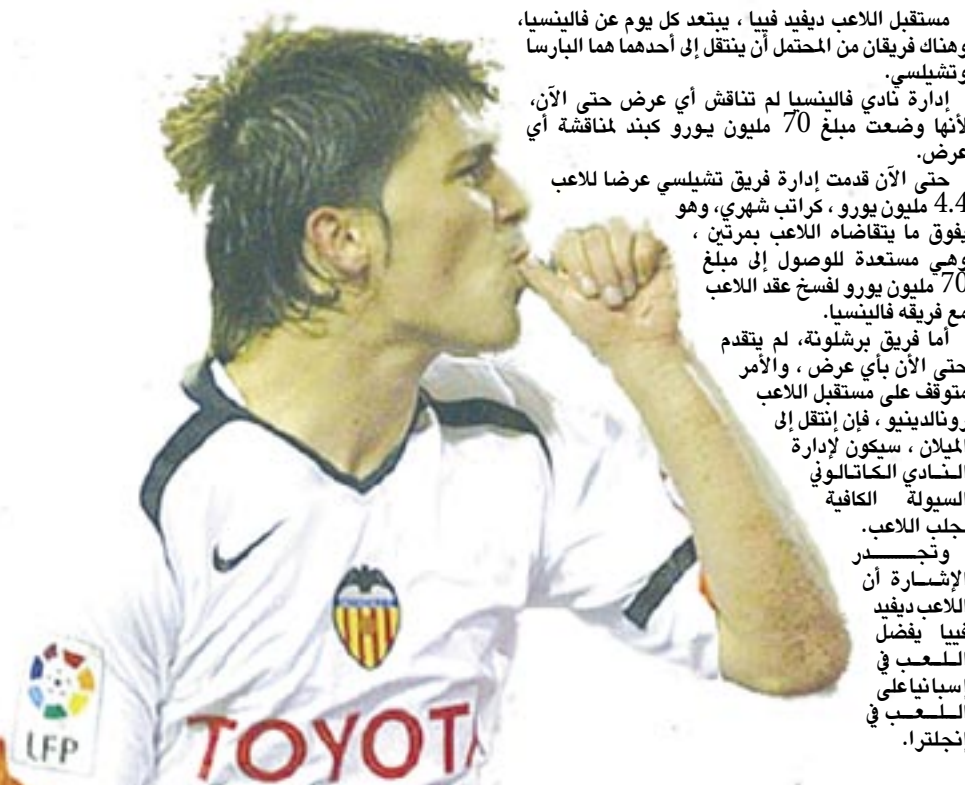 مستقبل اللاعب ديفيد فييا ، يبتعد كل يوم عن فالينسيا،
وهناك فريقان من المحتمل أن ينتقل إلى أحدهما هما البارسا
وتشيلسي.
إدارة نادي فالينسيا لم تناقش أي عرض حتى الآن،
لأنها وضعت مبلغ 70 مليون يورو كبند لمناقشة أي
عرض.
حتى الآن قدمت إدارة فريق تشيلسي عرضا للاعب
4.4 مليون يورو ، كراتب شهري، وهو
يفوق ما يتقاضاه اللاعب بمرتين ،
وهي مستعدة للوصول إلى مبلغ
70 مليون يورو لفسخ عقد اللاعب
مع فريقه فالينسيا.
أما فريق برشلونة، لم يتقدم
حتى الأن بأي عرض ، والأمر
متوقف على مستقبل اللاعب
رونالدينيو ، فإن إنتقل إلى
الميلان ، سيكون لإدارة
النادي الكاتالوني
السيولة الكافية
لجلب اللاعب.
وتجدر
الإشارة أن
اللاعب ديفيد
فييا يفضل
اللعب في
إسبانيا على
اللعب في
إنجلترا.
LFP
TOYOTA